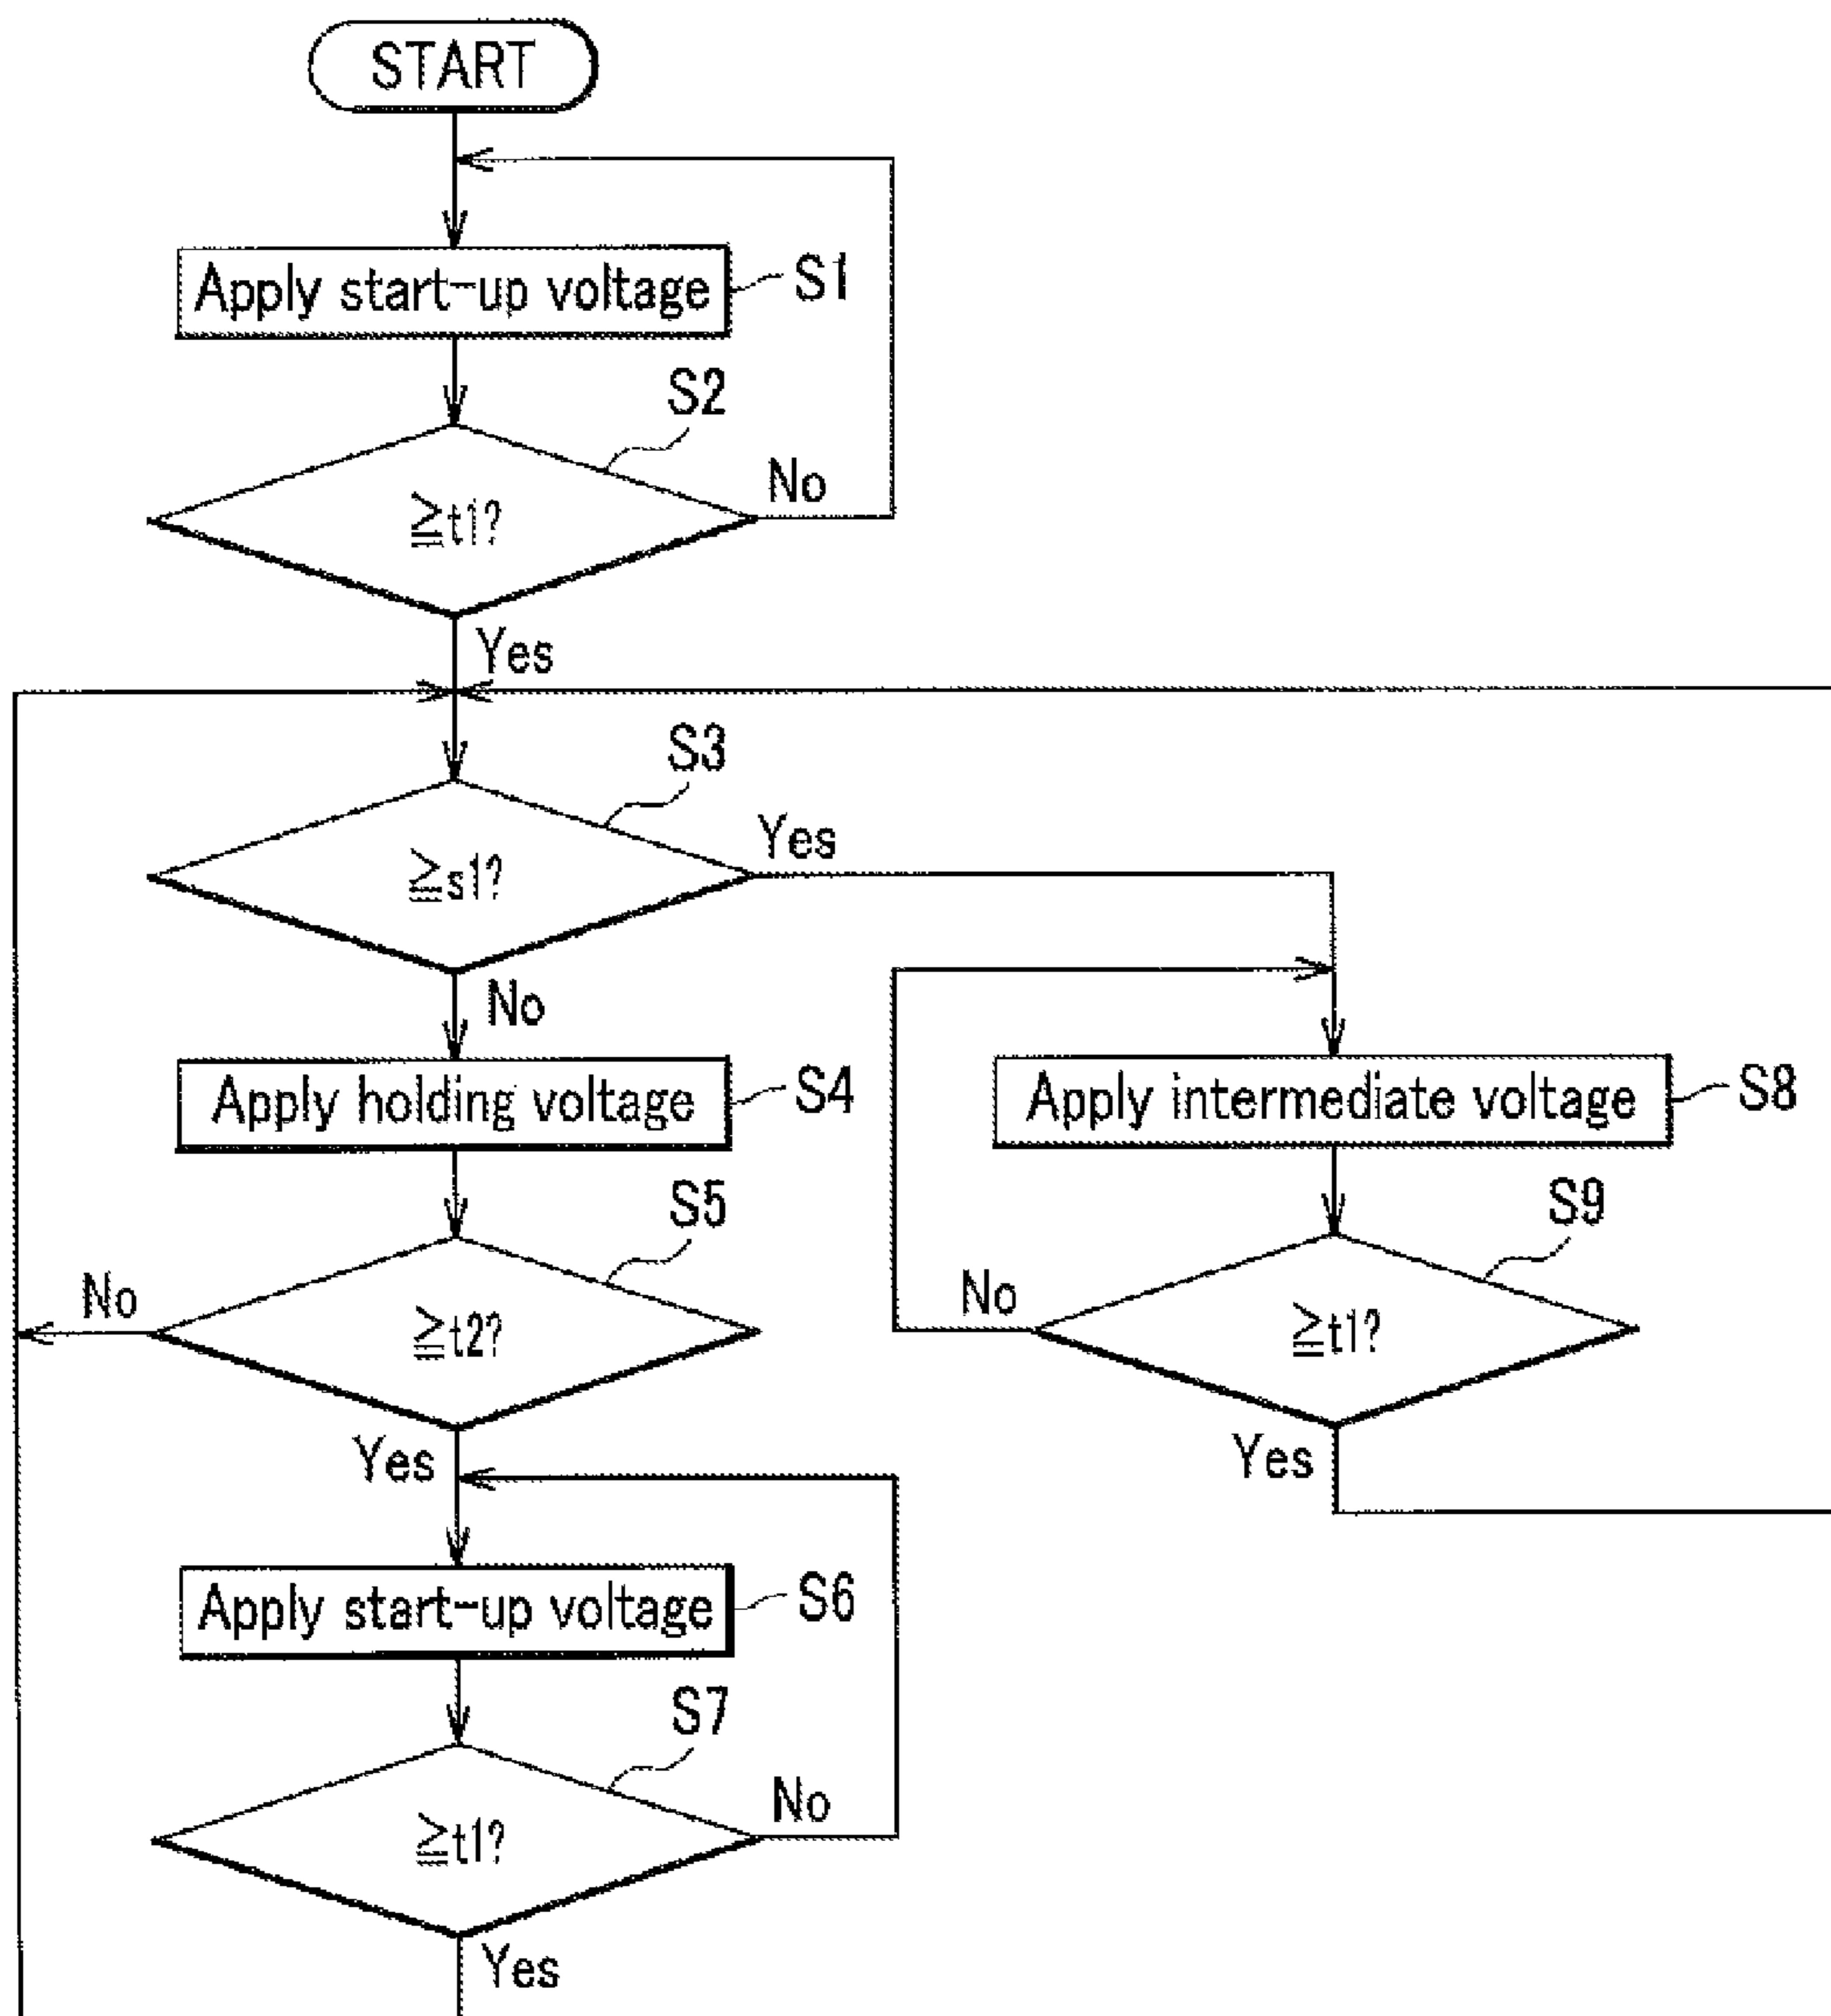 START
Apply start-up voltage
S1
S2
≧t1?
No
Yes
S3
≧s1?
Yes
No
Apply holding voltage
S4
Apply intermediate voltage
S8
S5
≧t2?
No
Yes
S9
≧t1?
No
Yes
Apply start-up voltage
S6
S7
≧t1?
No
Yes